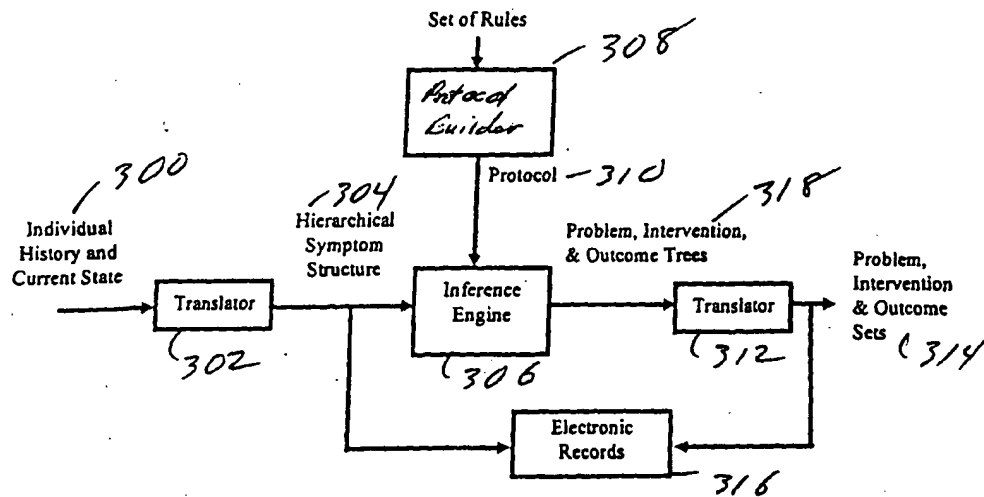 Set of Rules
308
Protocol
Builder
Protocol
310
300
304
318
Individual
History and
Current State
Hierarchical
Symptom
Structure
Problem, Intervention,
& Outcome Trees
Problem,
Intervention
& Outcome
Sets
314
Translator
302
Inference
Engine
306
Translator
312
Electronic
Records
316